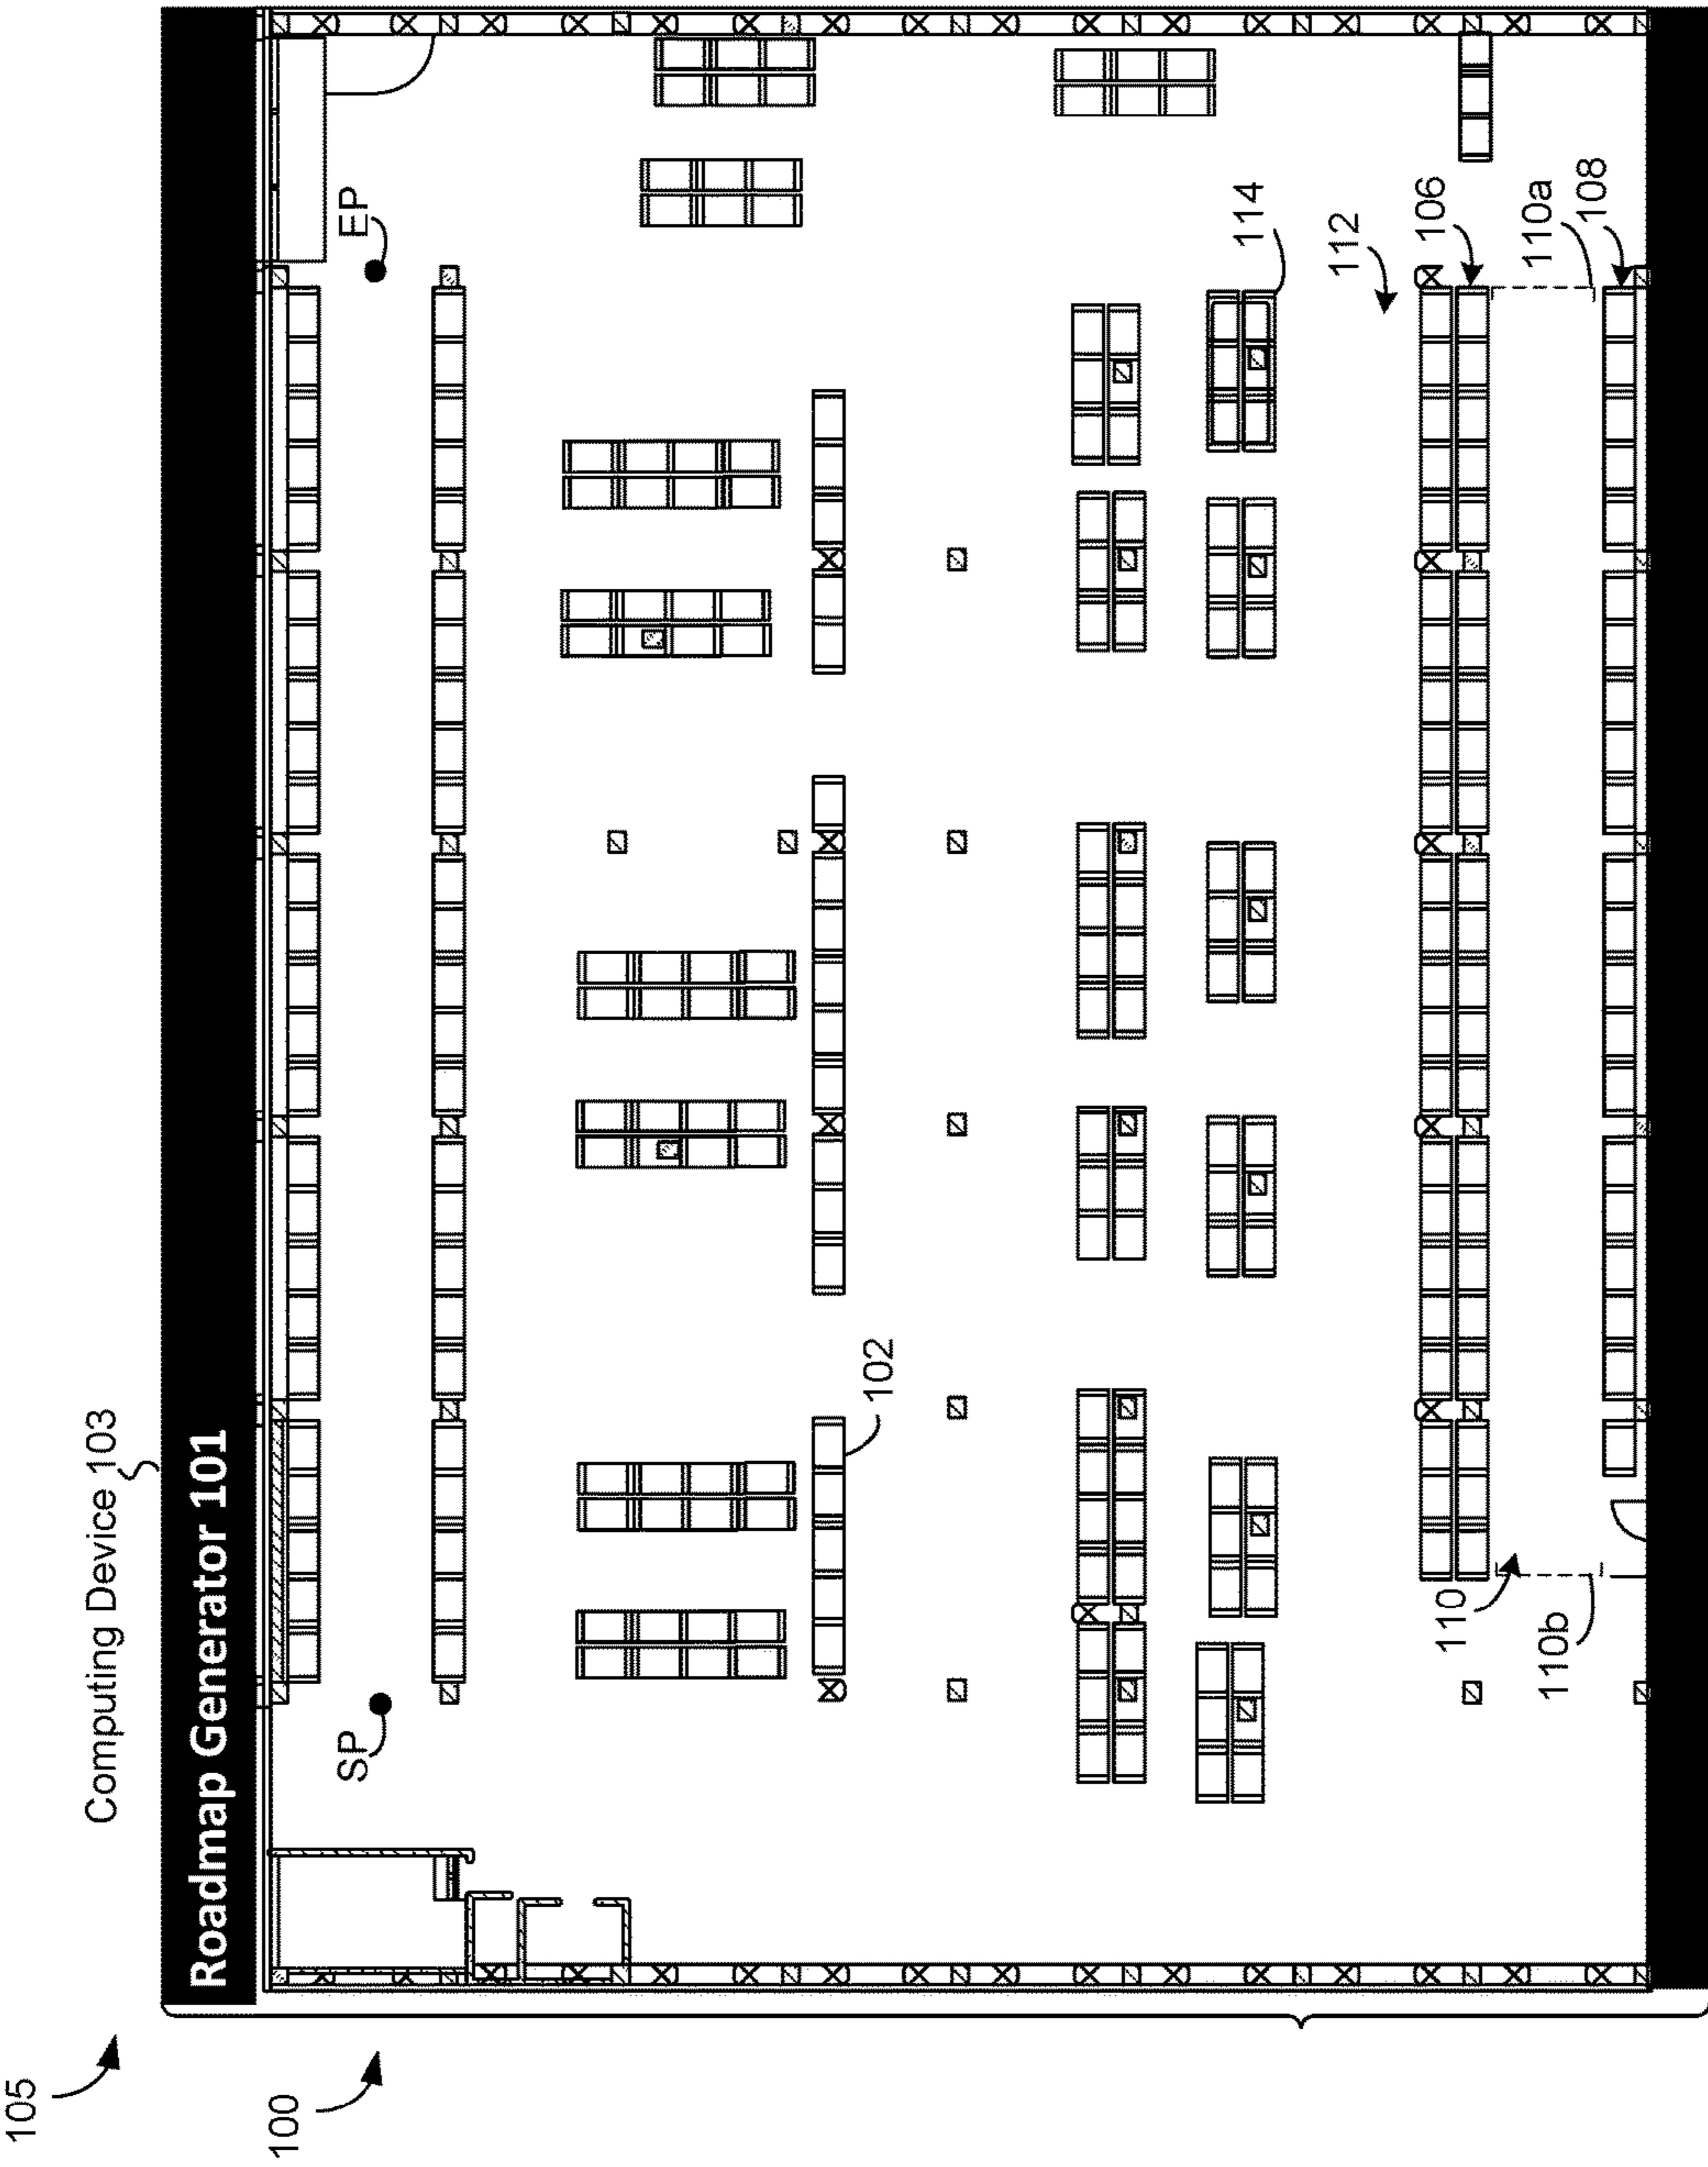 105
Computing Device 103
100
Roadmap Generator 101
SP
EP
102
114
112
106
110a
108
110
110b